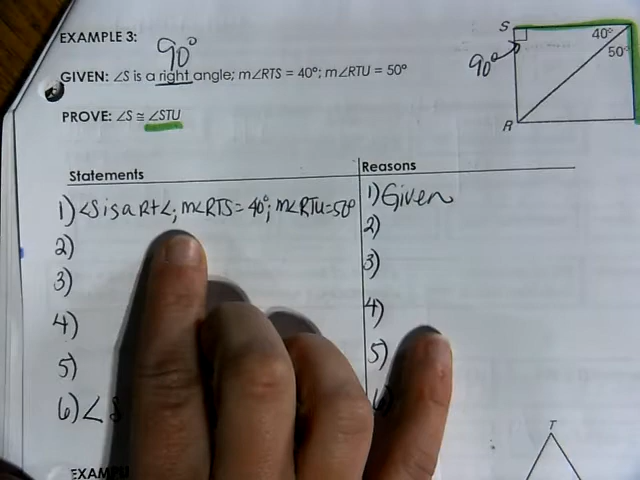 EXAMPLE 3:
90°
GIVEN: ∠S is a right angle; m∠RTS = 40°; m∠RTU = 50°
PROVE: ∠S ≅ ∠STU
S
40°
50°
90°
R
Statements
Reasons
1) ∠S is a Rt ∠; m∠RTS = 40°; m∠RTU = 50°
1) Given
2)
2)
3)
3)
4)
4)
5)
5)
6) ∠
T